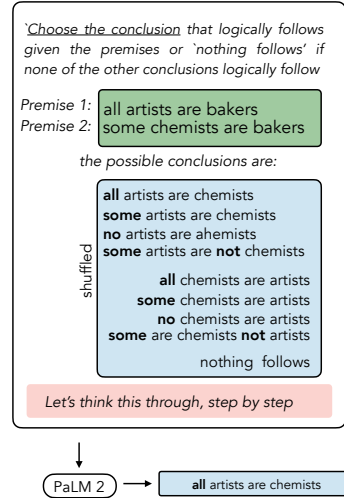 ‘Choose the conclusion that logically follows
given the premises or `nothing follows‘ if
none of the other conclusions logically follow
Premise 1: all artists are bakers
Premise 2: some chemists are bakers
the possible conclusions are:
shuffled
all artists are chemists
some artists are chemists
no artists are ahemists
some artists are not chemists
all chemists are artists
some chemists are artists
no chemists are artists
some are chemists not artists
nothing follows
Let's think this through, step by step
PaLM 2
all artists are chemists